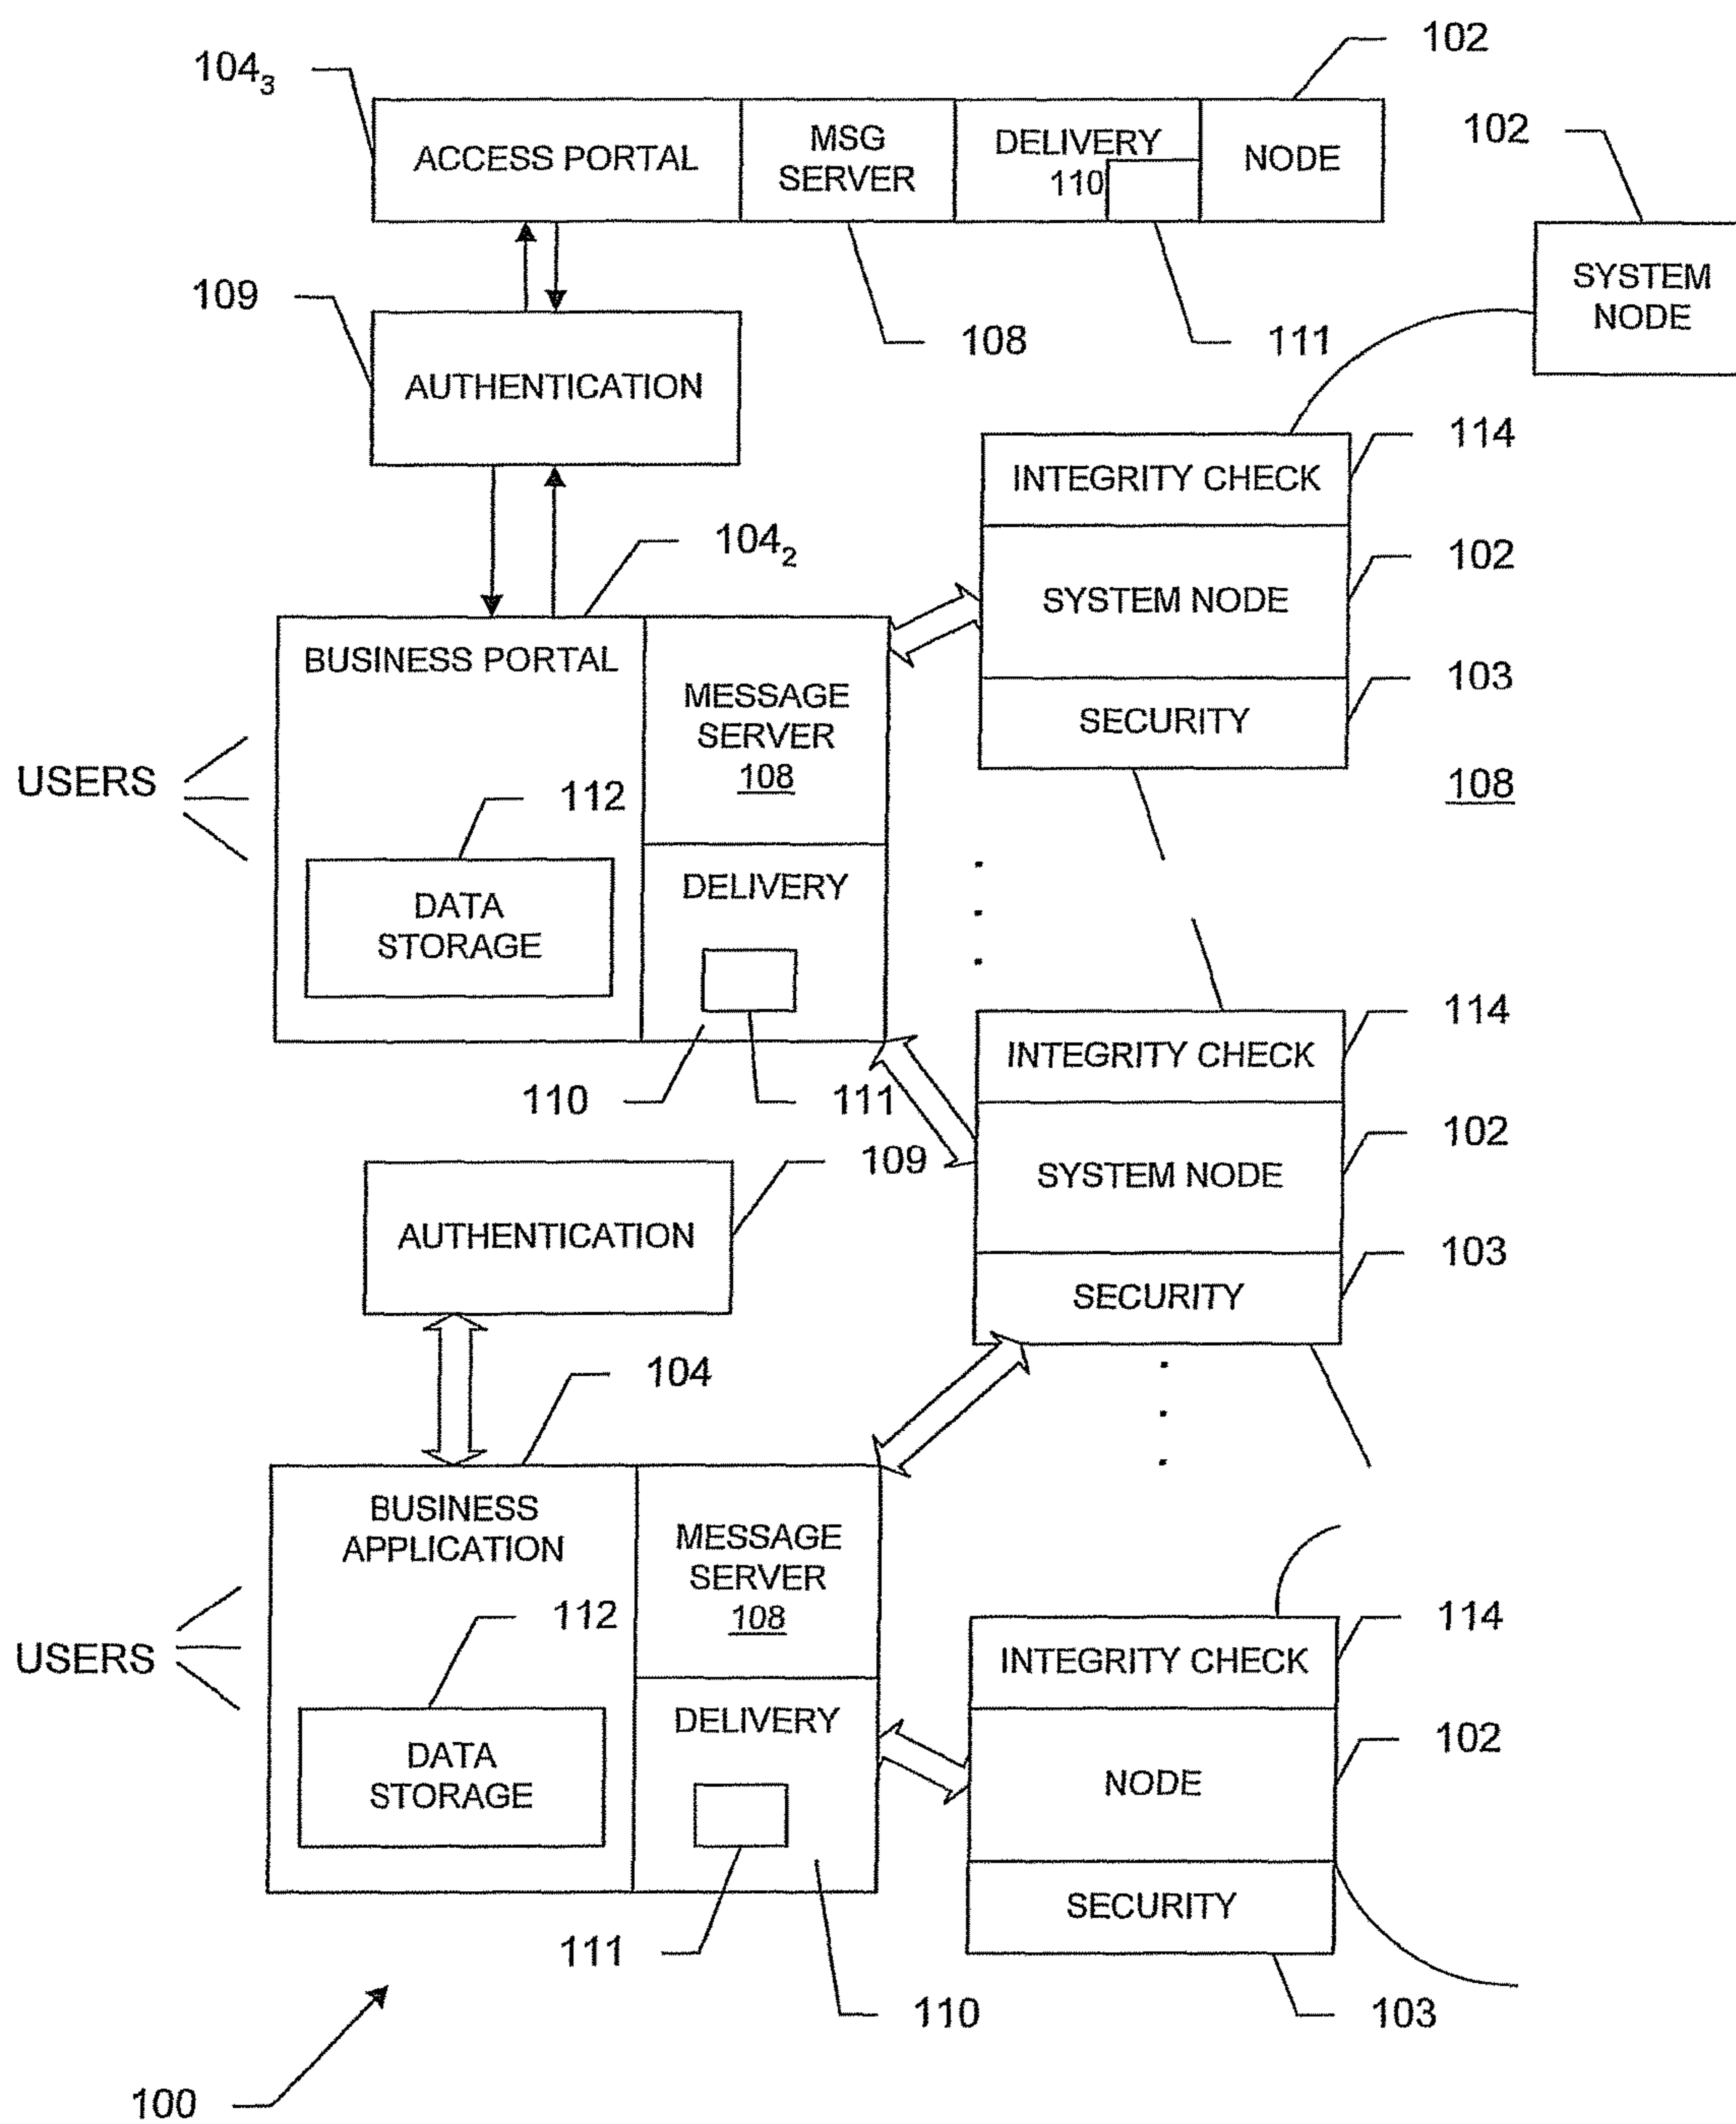 102
104₃
102
ACCESS PORTAL
MSG
SERVER
DELIVERY
110
NODE
SYSTEM
NODE
109
108
111
AUTHENTICATION
114
INTEGRITY CHECK
104₂
102
SYSTEM NODE
BUSINESS PORTAL
103
SECURITY
MESSAGE
SERVER
108
USERS
108
112
DATA
STORAGE
DELIVERY
114
INTEGRITY CHECK
110
111
102
109
SYSTEM NODE
AUTHENTICATION
103
SECURITY
104
BUSINESS
APPLICATION
MESSAGE
SERVER
108
USERS
112
114
INTEGRITY CHECK
DELIVERY
DATA
STORAGE
102
NODE
SECURITY
111
110
103
100